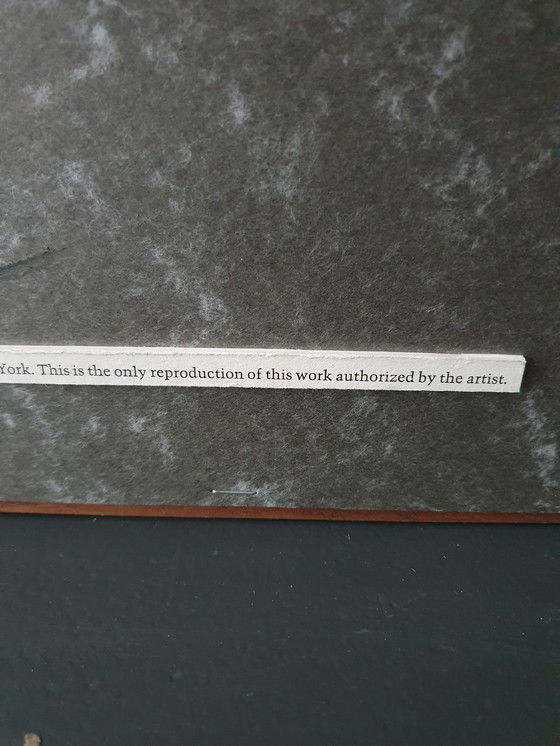 York. This is the only reproduction of this work authorized by the artist.